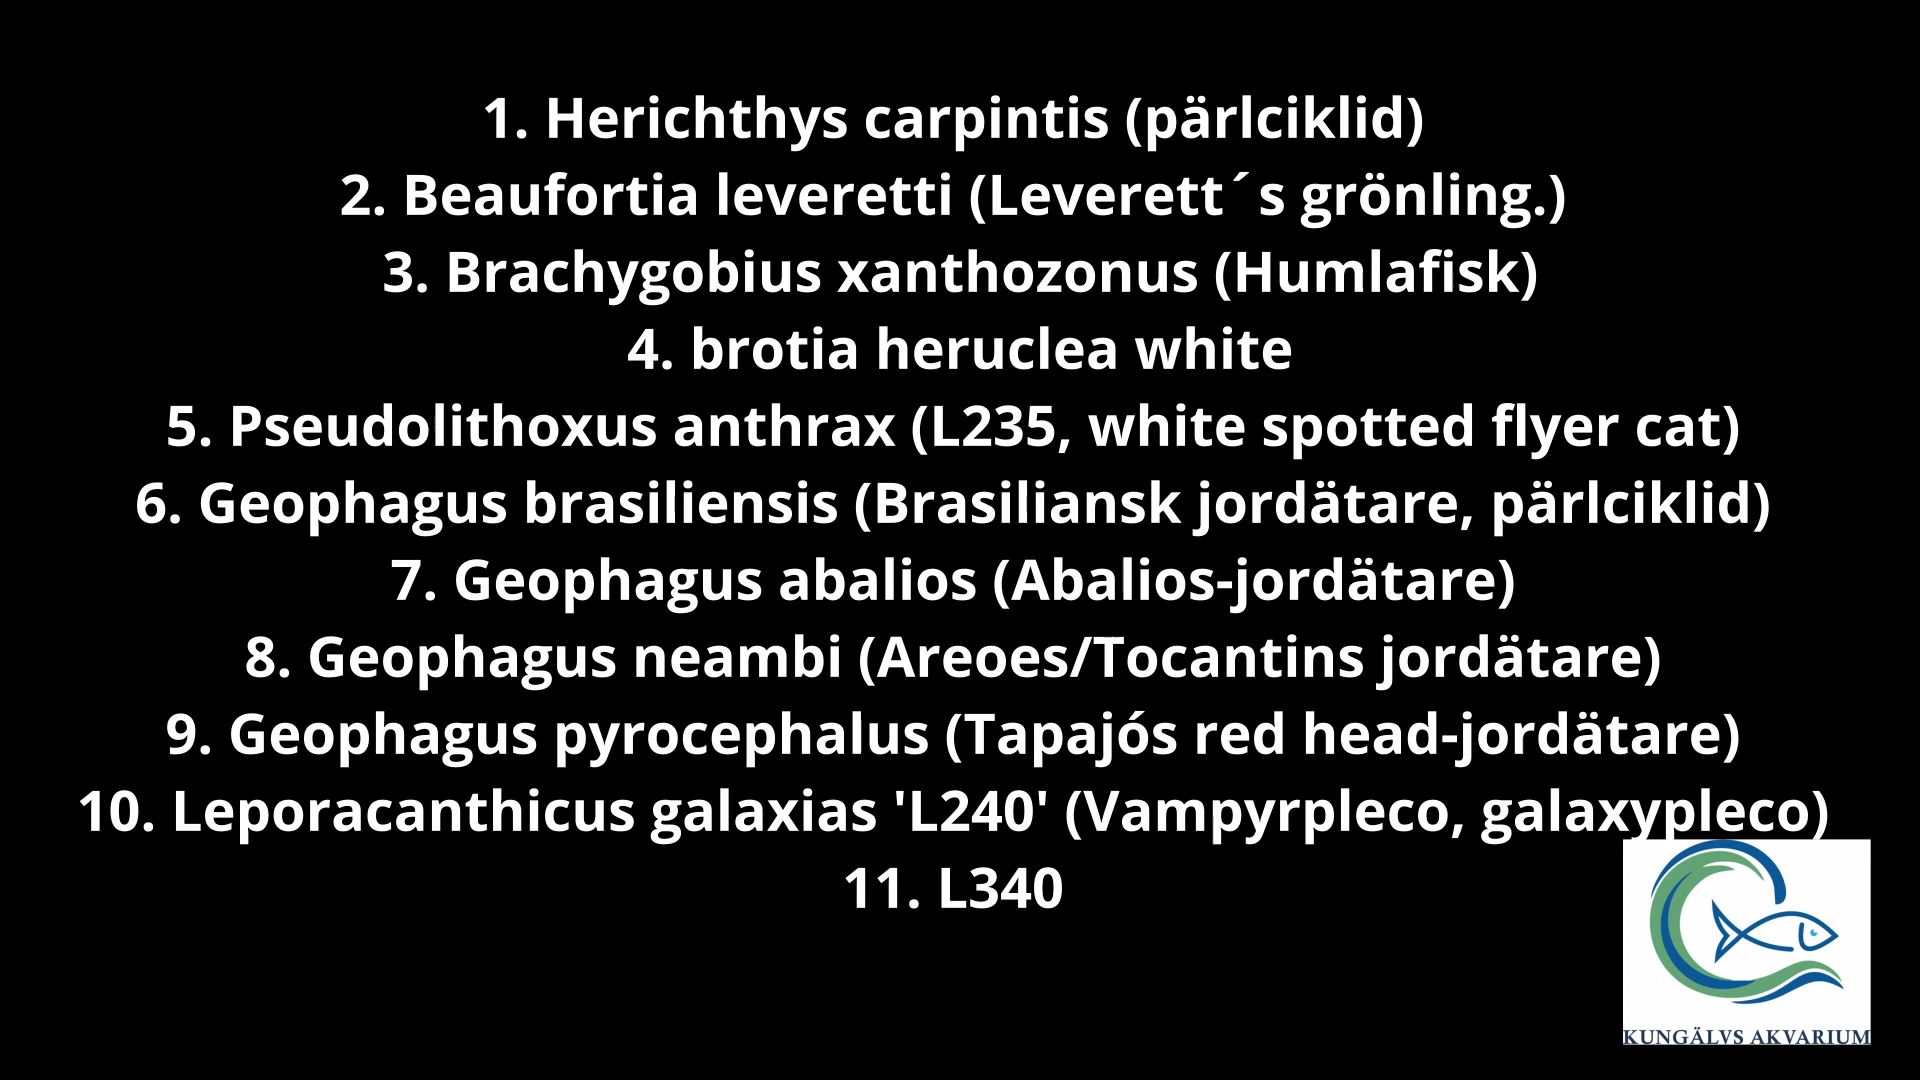 1. Herichthys carpintis (pärlciklid)
2. Beaufortia leveretti (Leverett´s grönling.)
3. Brachygobius xanthozonus (Humlafisk)
4. brotia heruclea white
5. Pseudolithoxus anthrax (L235, white spotted flyer cat)
6. Geophagus brasiliensis (Brasiliansk jordätare, pärlciklid)
7. Geophagus abalios (Abalios-jordätare)
8. Geophagus neambi (Areoes/Tocantins jordätare)
9. Geophagus pyrocephalus (Tapajós red head-jordätare)
10. Leporacanthicus galaxias 'L240' (Vampyrpleco, galaxypleco)
11. L340
KUNGÄLVS AKVARIUM